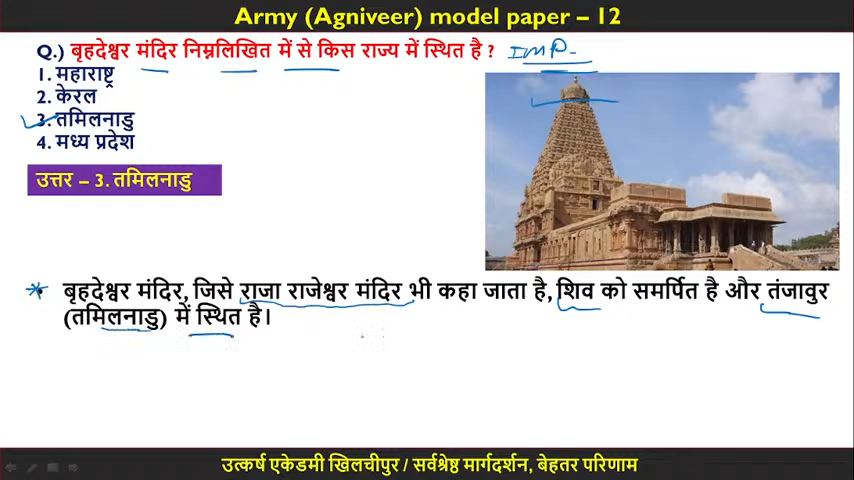 Army (Agniveer) model paper – 12
Q.) बृहदेश्वर मंदिर निम्नलिखित में से किस राज्य में स्थित है ? IMP.
1. महाराष्ट्र
2. केरल
3. तमिलनाडु
4. मध्य प्रदेश
उत्तर – 3. तमिलनाडु
* बृहदेश्वर मंदिर, जिसे राजा राजेश्वर मंदिर भी कहा जाता है, शिव को समर्पित है और तंजावुर
(तमिलनाडु) में स्थित है।
उत्कर्ष एकेडमी खिलचीपुर / सर्वश्रेष्ठ मार्गदर्शन, बेहतर परिणाम